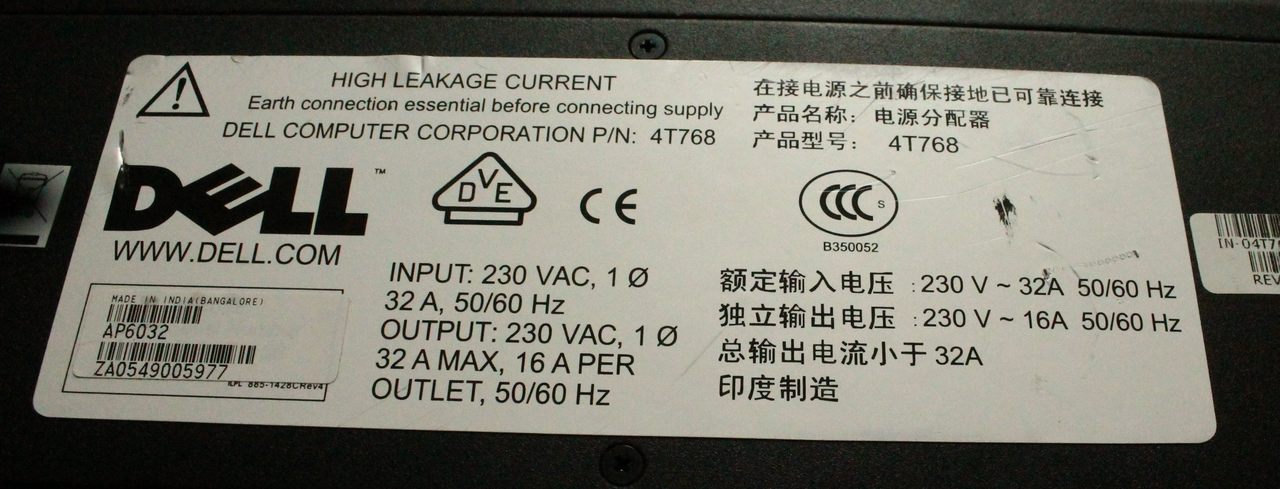 HIGH LEAKAGE CURRENT
Earth connection essential before connecting supply
DELL COMPUTER CORPORATION P/N: 4T768
在接电源之前确保接地已可靠连接
产品名称： 电源分配器
产品型号： 4T768
DELL™
WWW.DELL.COM
DVE
CE
CCC S
B350052
INPUT: 230 VAC, 1 Ø
32 A, 50/60 Hz
OUTPUT: 230 VAC, 1 Ø
32 A MAX, 16 A PER
OUTLET, 50/60 Hz
额定输入电压 : 230 V ~ 32A 50/60 Hz
独立输出电压 : 230 V ~ 16A 50/60 Hz
总输出电流小于 32A
印度制造
MADE IN INDIA(BANGALORE)
AP6032
ZA0549005977
885-1428CRev4
REV